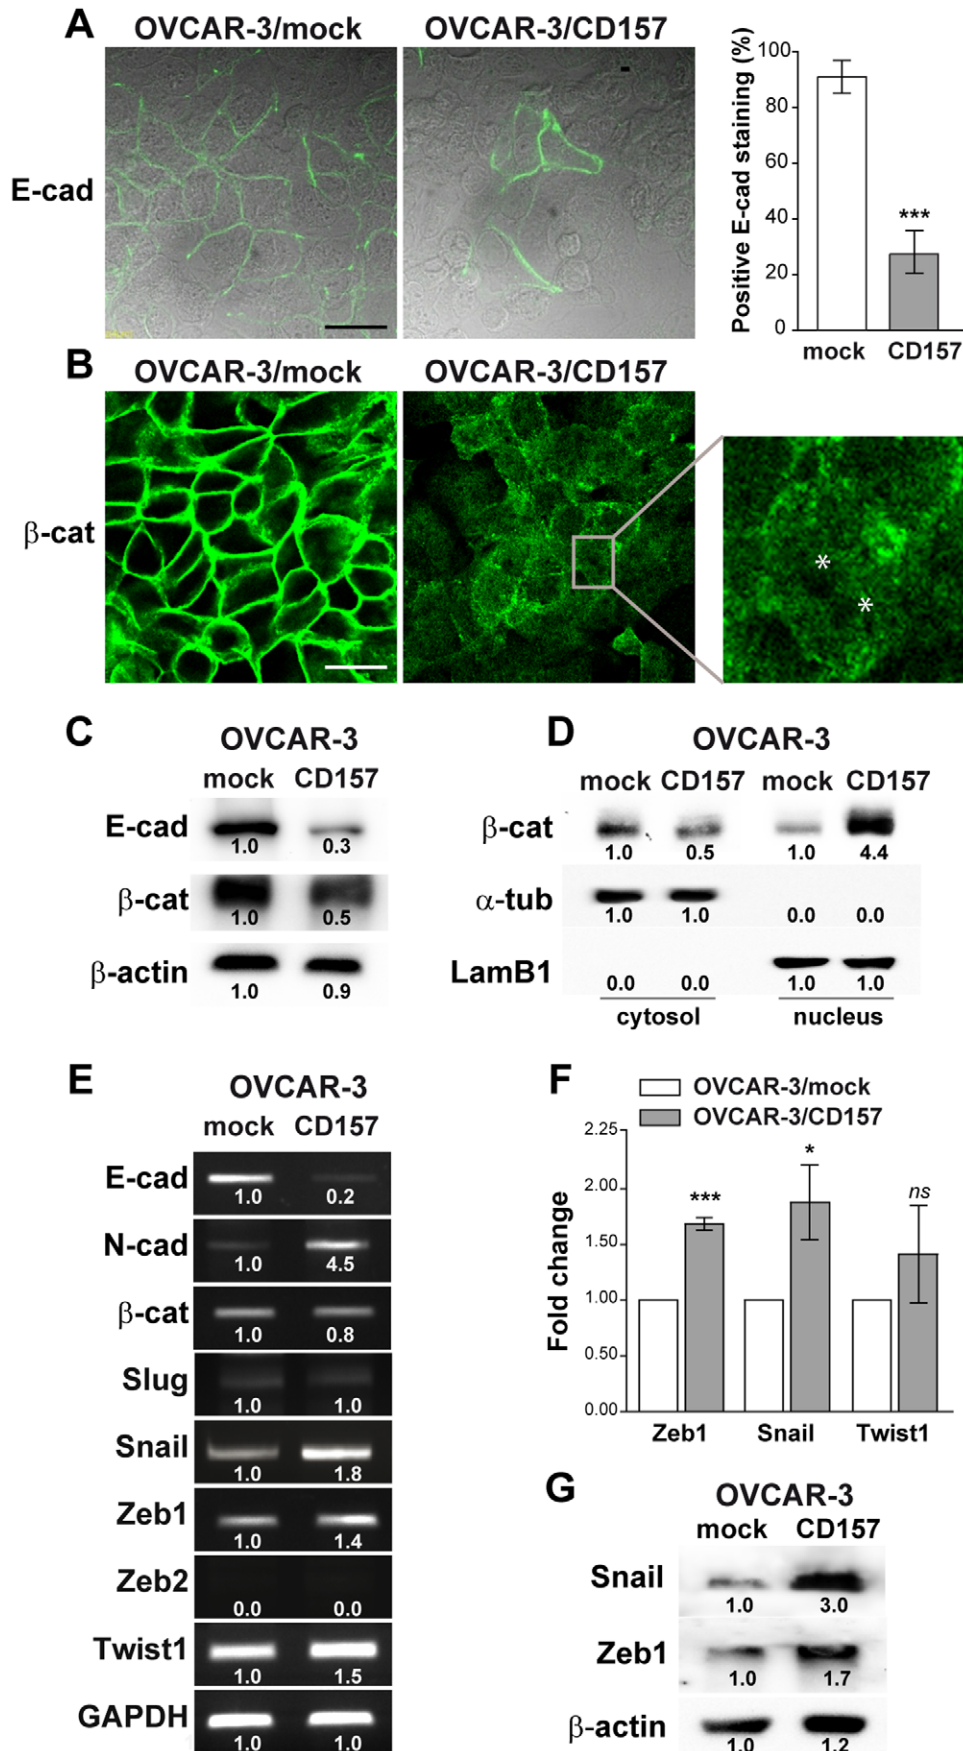 A
OVCAR-3/mock
OVCAR-3/CD157
E-cad
Positive E-cad staining (%)
100
80
60
40
20
0
***
mock CD157
B
OVCAR-3/mock
OVCAR-3/CD157
β-cat
*
*
C
OVCAR-3
mock CD157
E-cad
1.0 0.3
β-cat
1.0 0.5
β-actin
1.0 0.9
D
OVCAR-3
mock CD157 mock CD157
β-cat
1.0 0.5 1.0 4.4
α-tub
1.0 1.0 0.0 0.0
LamB1
0.0 0.0 1.0 1.0
cytosol nucleus
E
OVCAR-3
mock CD157
E-cad
1.0 0.2
N-cad
1.0 4.5
β-cat
1.0 0.8
Slug
1.0 1.0
Snail
1.0 1.8
Zeb1
1.0 1.4
Zeb2
0.0 0.0
Twist1
1.0 1.5
GAPDH
1.0 1.0
F
OVCAR-3/mock
OVCAR-3/CD157
Fold change
2.25
2.00
1.50
1.00
0.50
0.00
***
*
ns
Zeb1 Snail Twist1
G
OVCAR-3
mock CD157
Snail
1.0 3.0
Zeb1
1.0 1.7
β-actin
1.0 1.2